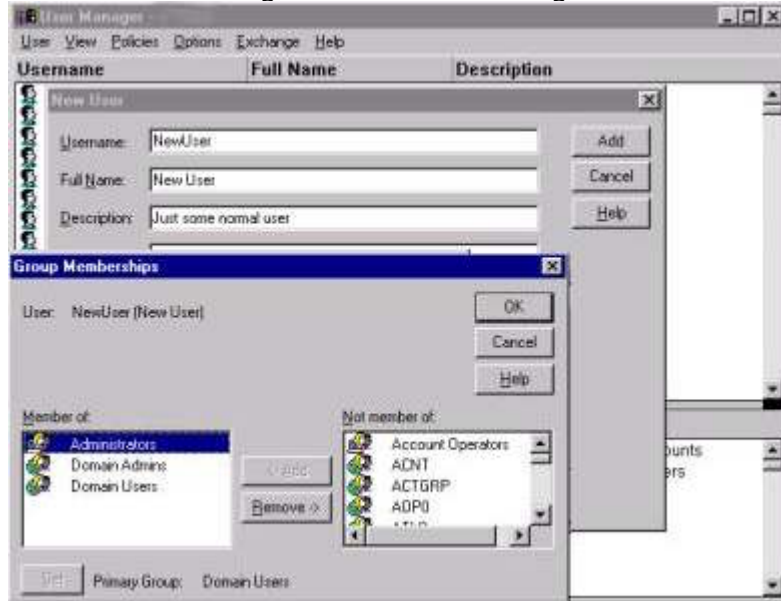 User Manager
User View Policies Options Exchange Help
Username Full Name Description
New User
Username: NewUser
Add
Full Name: New User
Cancel
Description: Just some normal user
Help
Group Memberships
User: NewUser (New User)
OK
Cancel
Help
Member of:
Not member of:
Administrators
Domain Admins
Domain Users
<- Add
Remove ->
Account Operators
ACNT
ACTGRP
ADP0
ounts
ers
Set
Primary Group: Domain Users